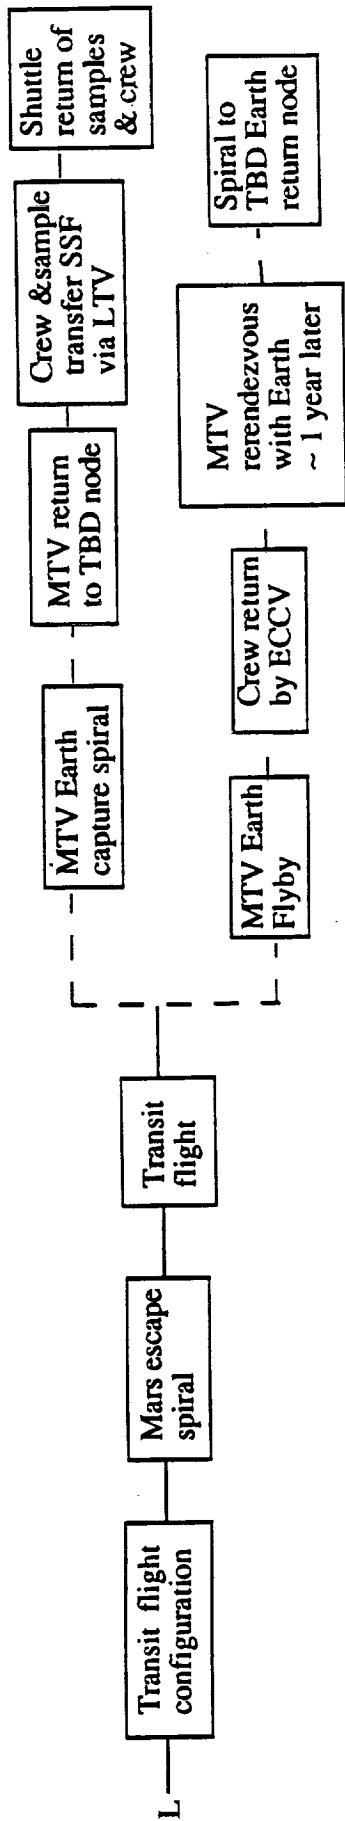 L
Transit flight
configuration
Mars escape
spiral
Transit
flight
MTV Earth
capture spiral
MTV return
to TBD node
Crew &sample
transfer SSF
via LTV
Shuttle
return of
samples
& crew
MTV Earth
Flyby
Crew return
by ECCV
MTV
rerendezvous
with Earth
~ 1 year later
Spiral to
TBD Earth
return node